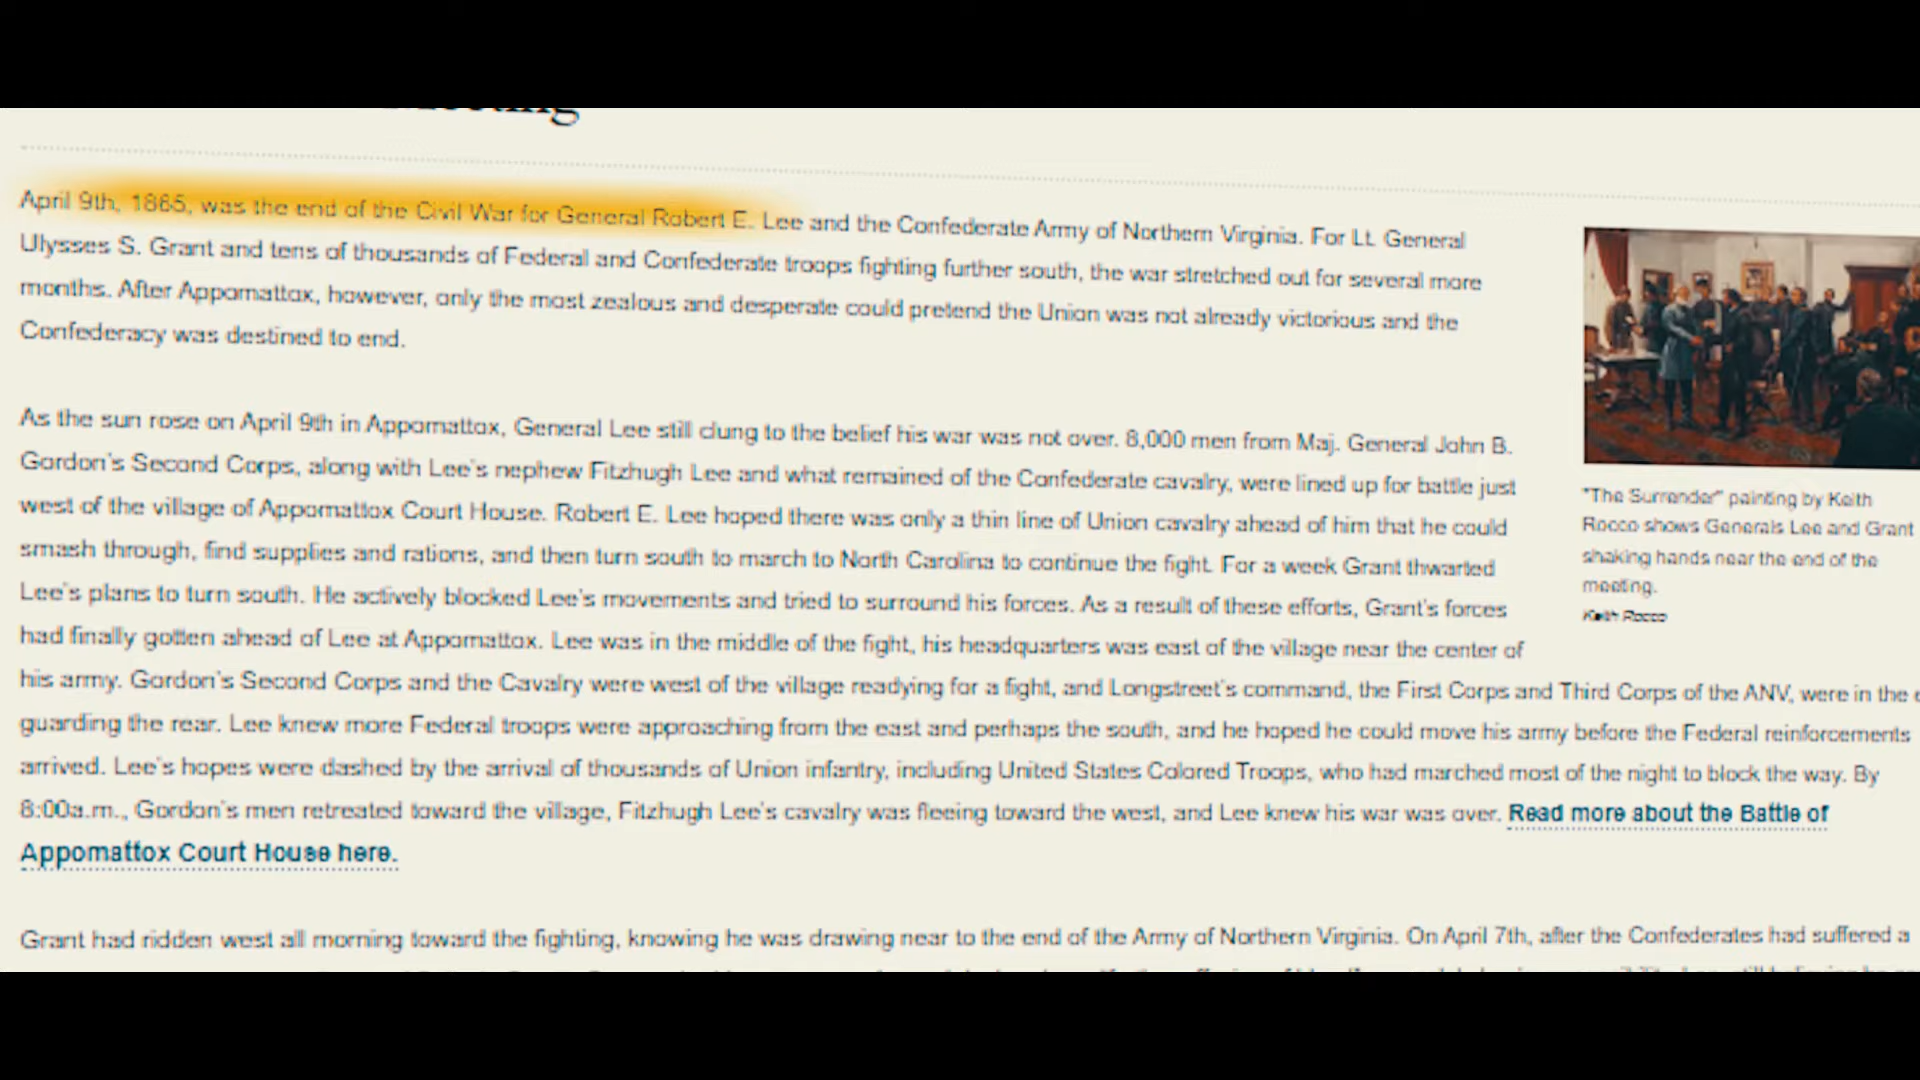 Meeting
April 9th, 1865, was the end of the Civil War for General Robert E. Lee and the Confederate Army of Northern Virginia. For Lt. General
Ulysses S. Grant and tens of thousands of Federal and Confederate troops fighting further south, the war stretched out for several more
months. After Appomattox, however, only the most zealous and desperate could pretend the Union was not already victorious and the
Confederacy was destined to end.
As the sun rose on April 9th in Appomattox, General Lee still clung to the belief his war was not over. 8,000 men from Maj. General John B.
Gordon's Second Corps, along with Lee's nephew Fitzhugh Lee and what remained of the Confederate cavalry, were lined up for battle just
west of the village of Appomattox Court House. Robert E. Lee hoped there was only a thin line of Union cavalry ahead of him that he could
smash through, find supplies and rations, and then turn south to march to North Carolina to continue the fight. For a week Grant thwarted
Lee's plans to turn south. He actively blocked Lee's movements and tried to surround his forces. As a result of these efforts, Grant's forces
had finally gotten ahead of Lee at Appomattox. Lee was in the middle of the fight, his headquarters was east of the village near the center of
his army. Gordon's Second Corps and the Cavalry were west of the village readying for a fight, and Longstreet's command, the First Corps and Third Corps of the ANV, were in the
guarding the rear. Lee knew more Federal troops were approaching from the east and perhaps the south, and he hoped he could move his army before the Federal reinforcements
arrived. Lee's hopes were dashed by the arrival of thousands of Union infantry, including United States Colored Troops, who had marched most of the night to block the way. By
8:00a.m., Gordon's men retreated toward the village, Fitzhugh Lee's cavalry was fleeing toward the west, and Lee knew his war was over. Read more about the Battle of
Appomattox Court House here.
Grant had ridden west all morning toward the fighting, knowing he was drawing near to the end of the Army of Northern Virginia. On April 7th, after the Confederates had suffered a
"The Surrender" painting by Keith
Rocco shows Generals Lee and Grant
shaking hands near the end of the
meeting.
Keith Rocco